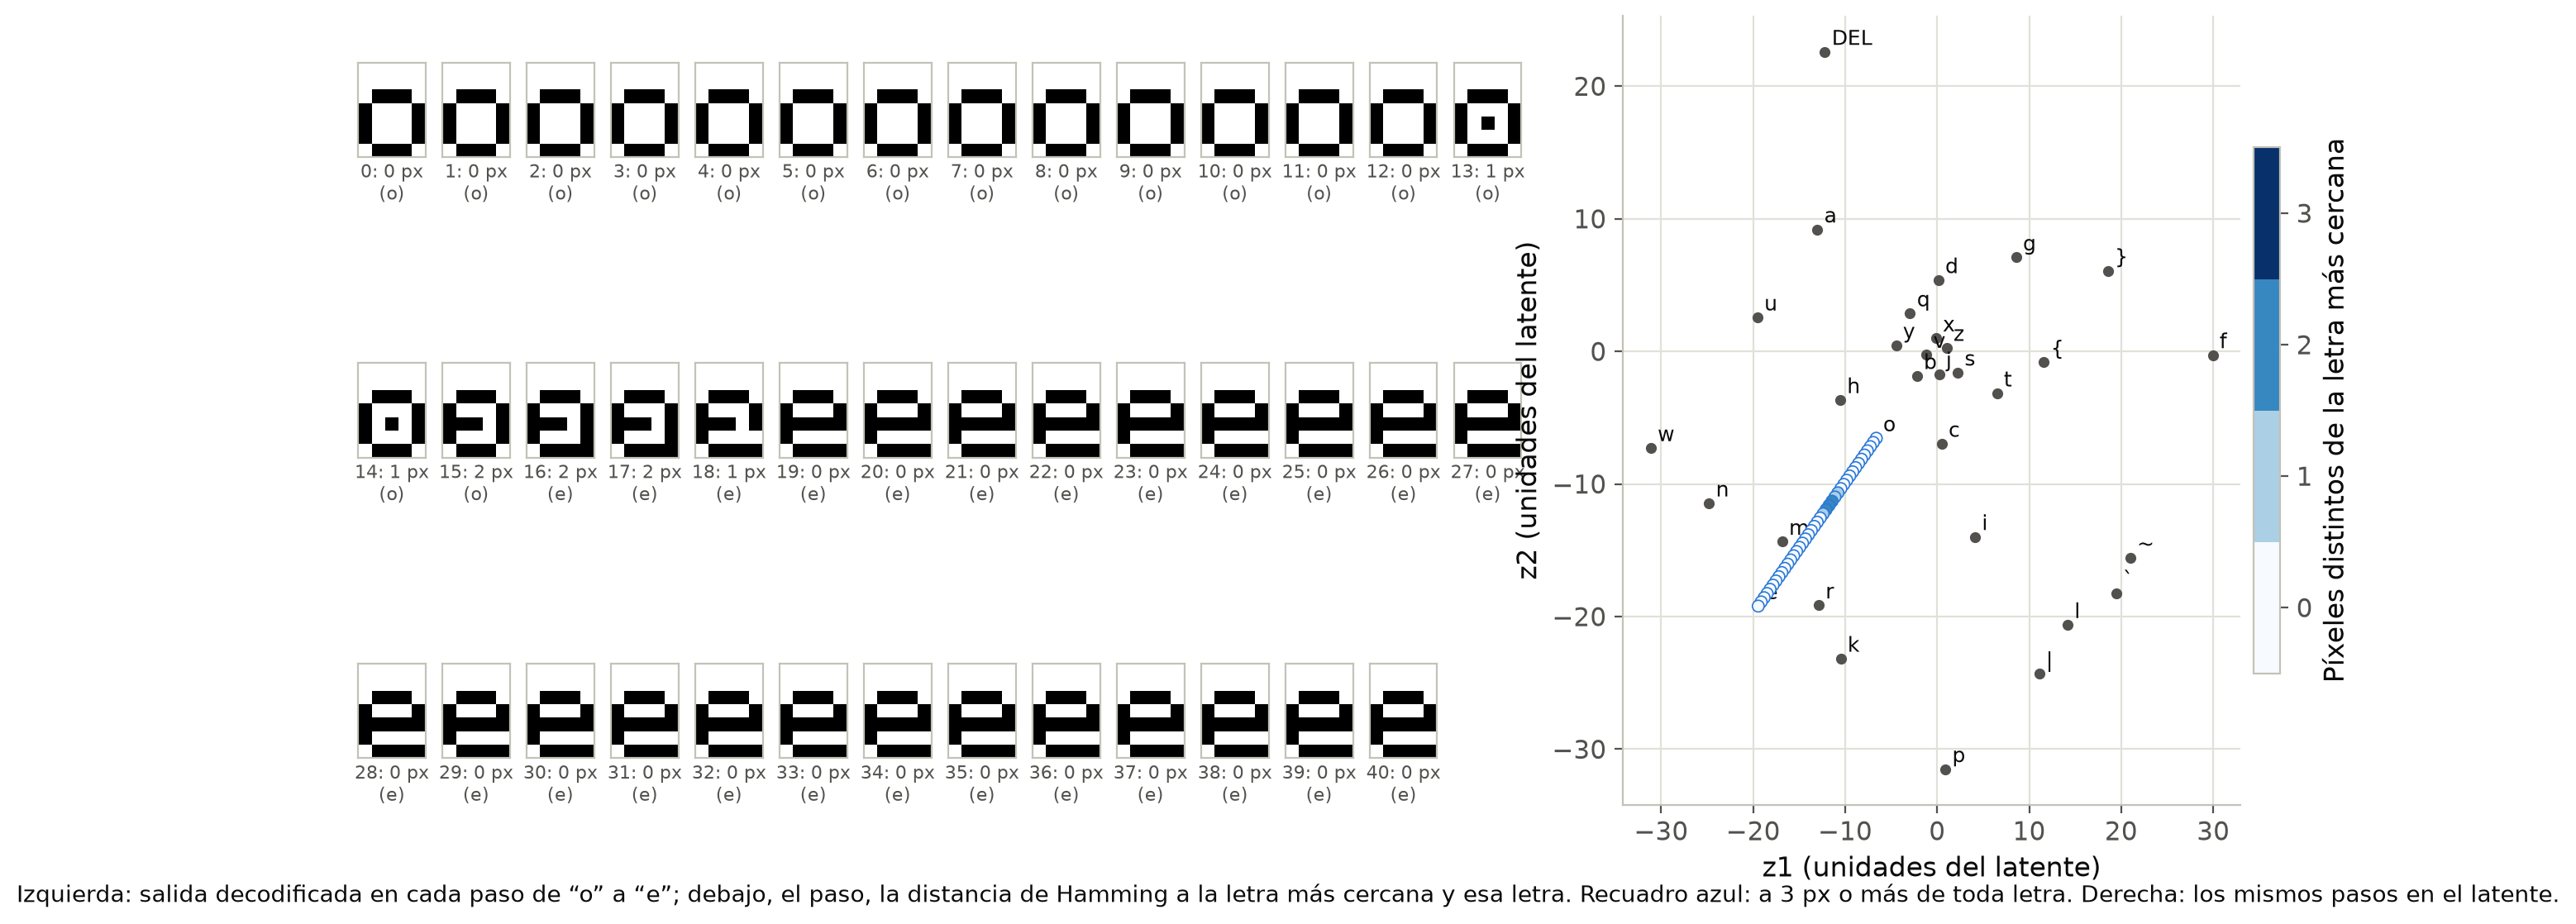 0: 0 px 1: 0 px 2: 0 px 3: 0 px 4: 0 px 5: 0 px 6: 0 px 7: 0 px 8: 0 px 9: 0 px 10: 0 px 11: 0 px 12: 0 px 13: 1 px
(o) (o) (o) (o) (o) (o) (o) (o) (o) (o) (o) (o) (o) (o)
14: 1 px 15: 2 px 16: 2 px 17: 2 px 18: 1 px 19: 0 px 20: 0 px 21: 0 px 22: 0 px 23: 0 px 24: 0 px 25: 0 px 26: 0 px 27: 0 px
(o) (o) (e) (e) (e) (e) (e) (e) (e) (e) (e) (e) (e) (e)
28: 0 px 29: 0 px 30: 0 px 31: 0 px 32: 0 px 33: 0 px 34: 0 px 35: 0 px 36: 0 px 37: 0 px 38: 0 px 39: 0 px 40: 0 px
(e) (e) (e) (e) (e) (e) (e) (e) (e) (e) (e) (e) (e)
z2 (unidades del latente)
20
10
0
−10
−20
−30
DEL
a
g
}
d
u
q
x
y
z
v
f
{
b
j
s
t
h
o
c
w
n
m
i
~
`
e
r
l
k
|
p
−30 −20 −10 0 10 20 30
z1 (unidades del latente)
3
2
1
0
Píxeles distintos de la letra más cercana
Izquierda: salida decodificada en cada paso de “o” a “e”; debajo, el paso, la distancia de Hamming a la letra más cercana y esa letra. Recuadro azul: a 3 px o más de toda letra. Derecha: los mismos pasos en el latente.